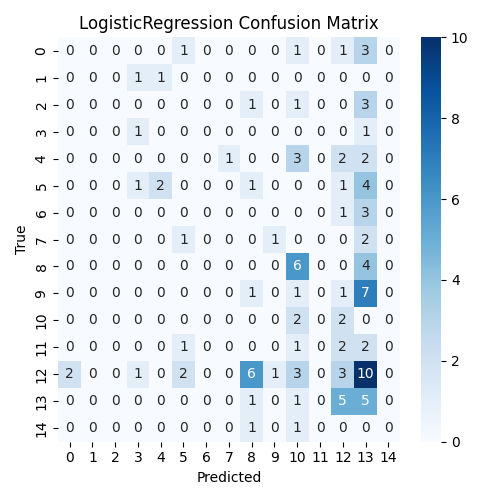 LogisticRegression Confusion Matrix
0 0 0 0 0 0 1 0 0 0 0 1 0 1 3 0
1 0 0 0 1 1 0 0 0 0 0 0 0 0 0 0
2 0 0 0 0 0 0 0 0 1 0 1 0 0 3 0
3 0 0 0 1 0 0 0 0 0 0 0 0 0 1 0
4 0 0 0 0 0 0 0 1 0 0 3 0 2 2 0
5 0 0 0 1 2 0 0 0 1 0 0 0 1 4 0
6 0 0 0 0 0 0 0 0 0 0 0 0 1 3 0
7 0 0 0 0 0 1 0 0 0 1 0 0 0 2 0
8 0 0 0 0 0 0 0 0 0 0 6 0 0 4 0
9 0 0 0 0 0 0 0 0 1 0 1 0 1 7 0
10 0 0 0 0 0 0 0 0 0 0 2 0 2 0 0
11 0 0 0 0 0 1 0 0 0 0 1 0 2 2 0
12 2 0 0 1 0 2 0 0 6 1 3 0 3 10 0
13 0 0 0 0 0 0 0 0 1 0 1 0 5 5 0
14 0 0 0 0 0 0 0 0 1 0 1 0 0 0 0
0 1 2 3 4 5 6 7 8 9 10 11 12 13 14
Predicted
True
10
8
6
4
2
0